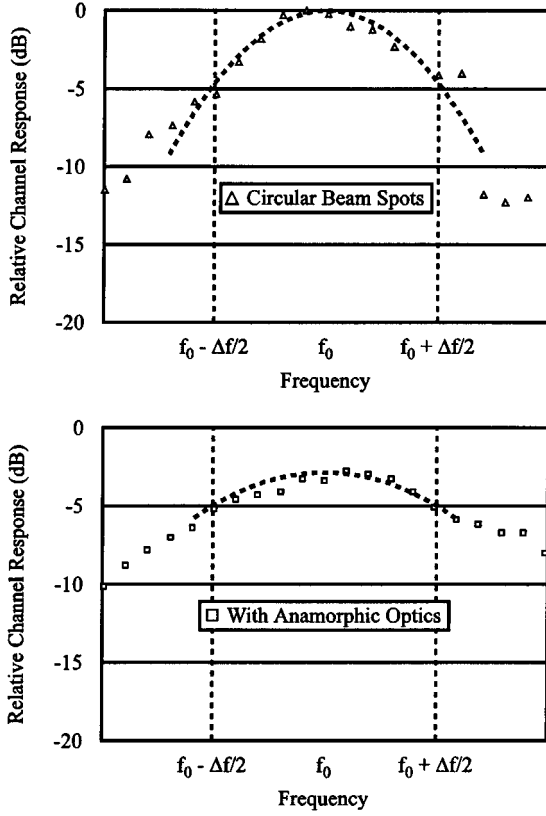 Relative Channel Response (dB)
0
-5
-10
-15
-20
△ Circular Beam Spots
f₀ - Δf/2
f₀
f₀ + Δf/2
Frequency
Relative Channel Response (dB)
0
-5
-10
-15
-20
□ With Anamorphic Optics
f₀ - Δf/2
f₀
f₀ + Δf/2
Frequency